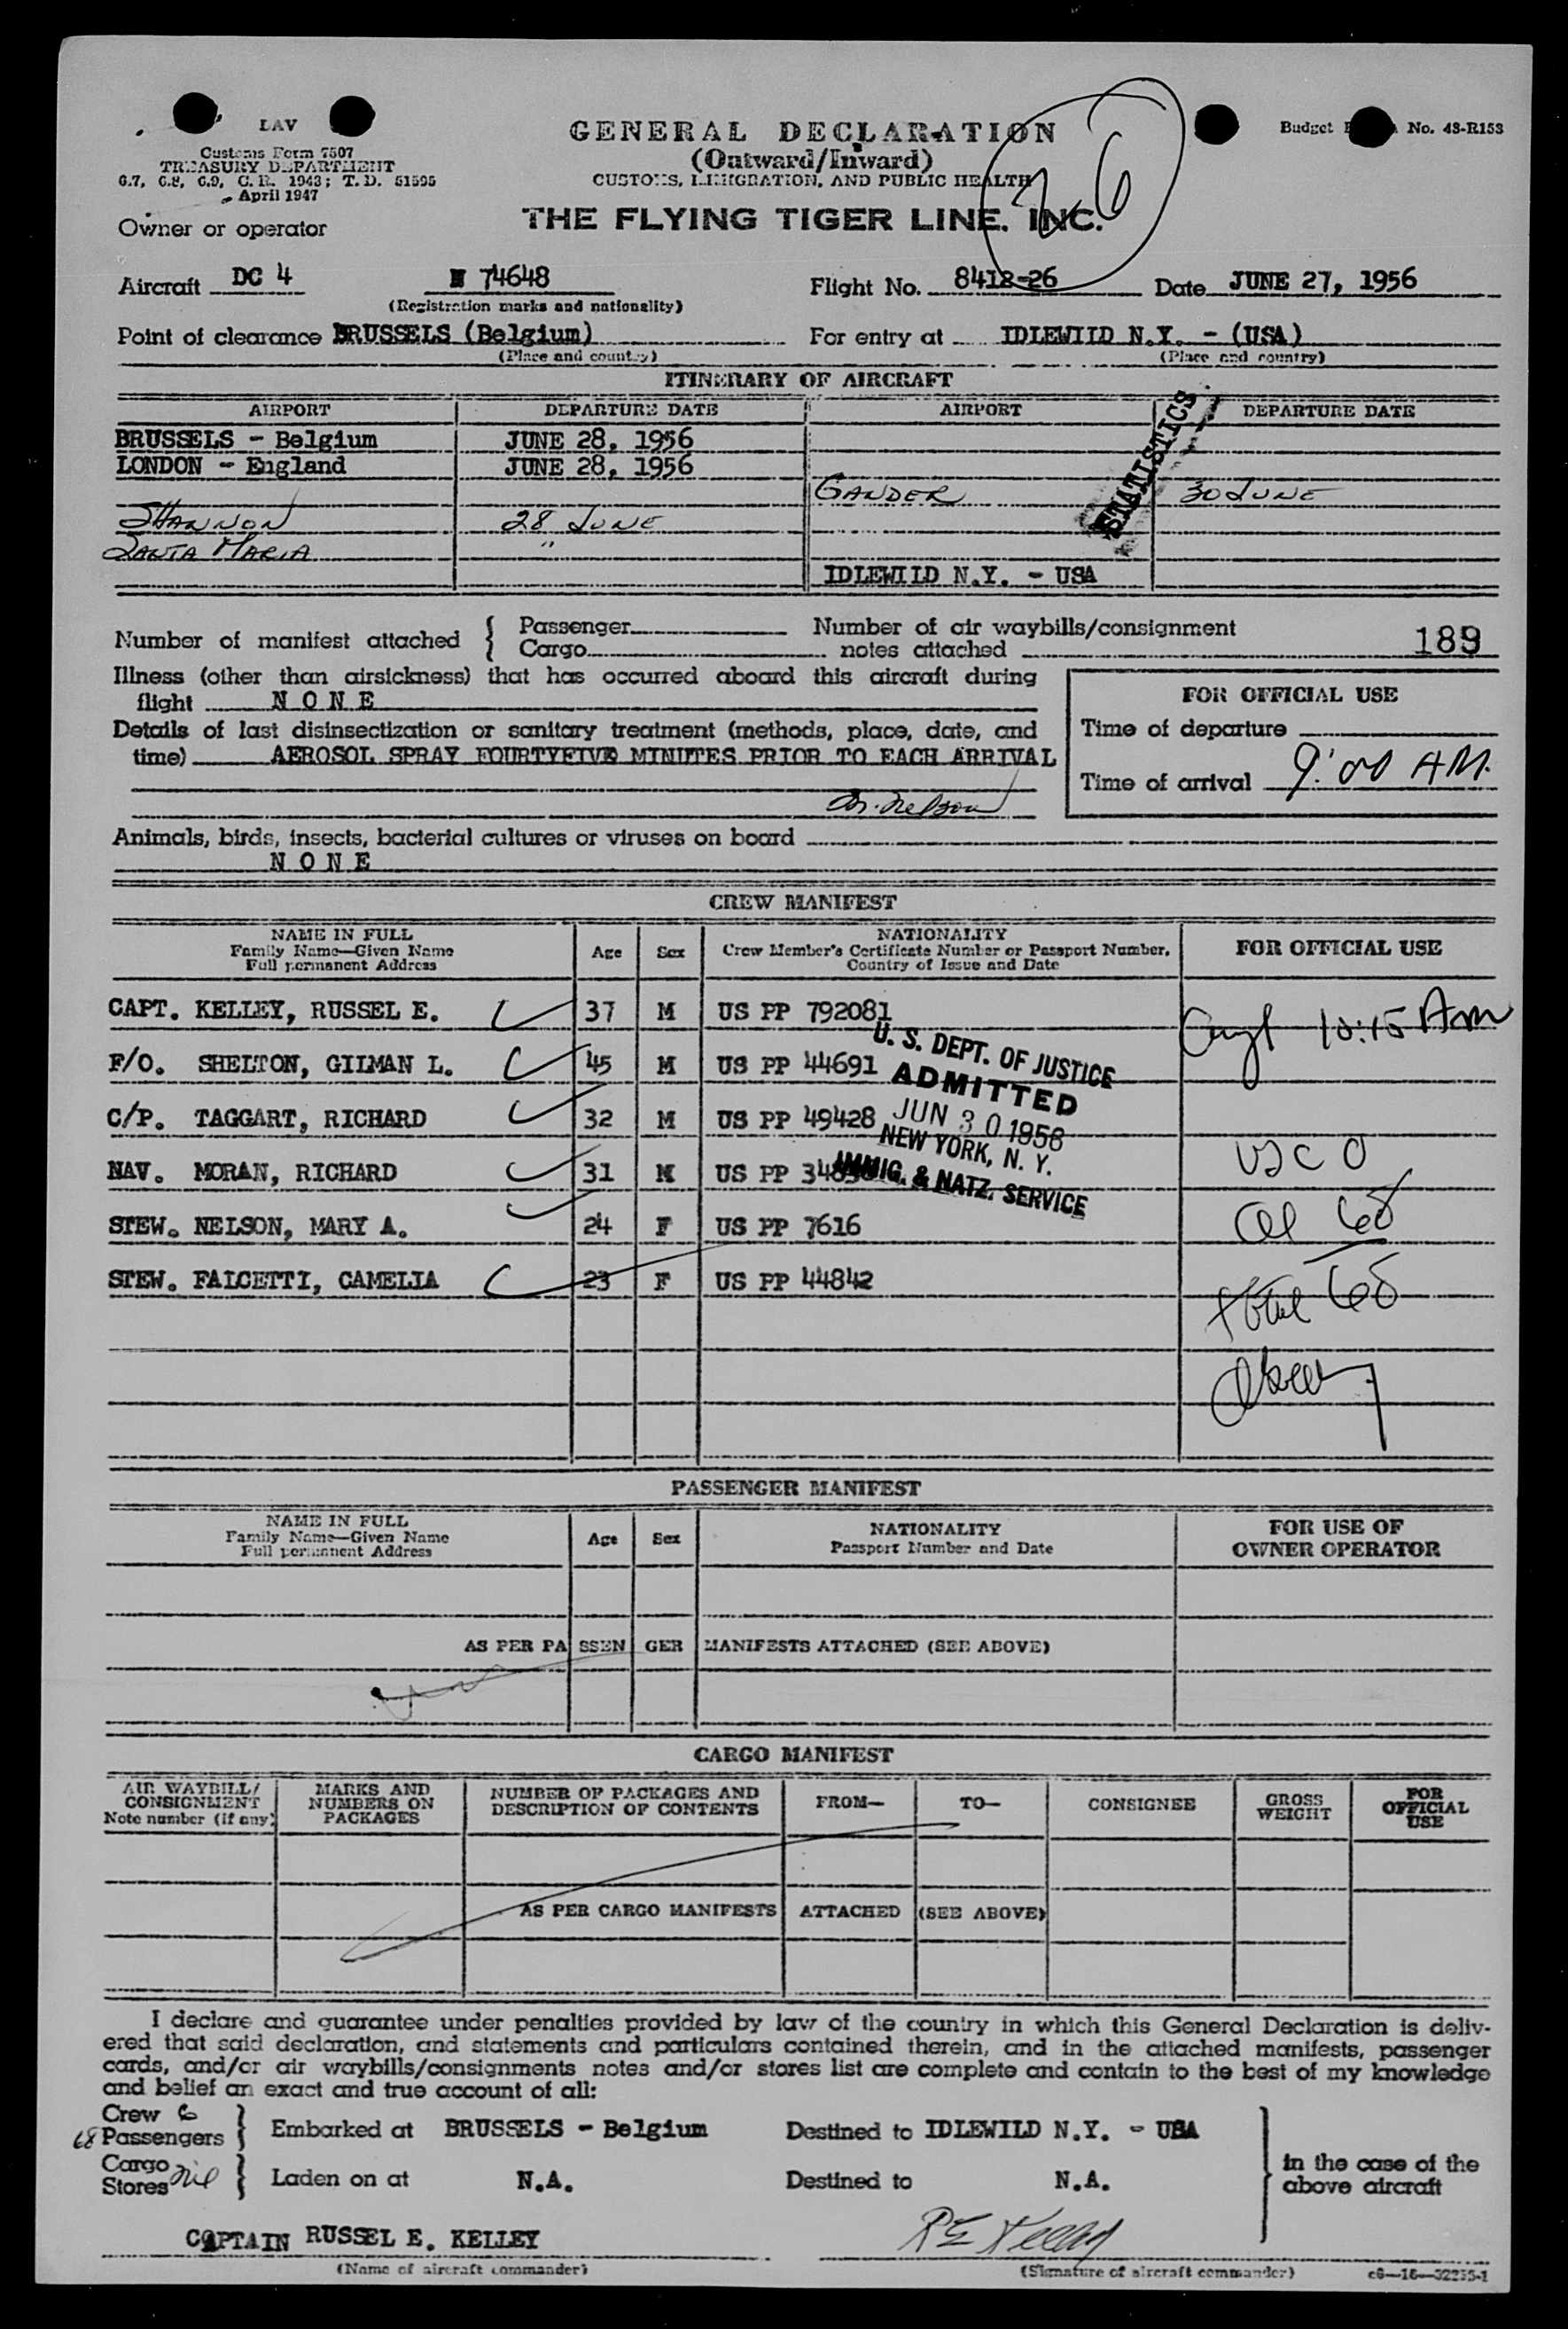 LAV
Customs Form 7507
TREASURY DEPARTMENT
6.7, 6.8, 6.9, C. R. 1943; T. D. 51595
April 1947
GENERAL DECLARATION
(Outward/Inward)
CUSTOMS, IMMIGRATION, AND PUBLIC HEALTH
26
Budget No. 43-R153
Owner or operator
THE FLYING TIGER LINE, INC.
Aircraft DC 4 N 74648 Flight No. 8412-26 Date JUNE 27, 1956
(Registration marks and nationality)
Point of clearance BRUSSELS (Belgium) For entry at IDLEWILD N.Y. - (USA)
(Place and country) (Place and country)
ITINERARY OF AIRCRAFT
AIRPORT DEPARTURE DATE AIRPORT DEPARTURE DATE
STATISTICS
BRUSSELS - Belgium JUNE 28, 1956
LONDON - England JUNE 28, 1956
GANDER 30 JUNE
SHANNON 28 JUNE
SANTA MARIA "
IDLEWILD N.Y. - USA
Number of manifest attached { Passenger Number of air waybills/consignment
Cargo notes attached 189
Illness (other than airsickness) that has occurred aboard this aircraft during
flight N O N E
FOR OFFICIAL USE
Details of last disinsectization or sanitary treatment (methods, place, date, and
time) AEROSOL SPRAY FOURTYFIVE MINUTES PRIOR TO EACH ARRIVAL
Time of departure
Time of arrival 9:00 AM.
M. Nelson
Animals, birds, insects, bacterial cultures or viruses on board
N O N E
CREW MANIFEST
NAME IN FULL
Family Name—Given Name
Full permanent Address
Age Sex
NATIONALITY
Crew Member's Certificate Number or Passport Number,
Country of Issue and Date
FOR OFFICIAL USE
CAPT. KELLEY, RUSSEL E. 37 M US PP 792081
10:15 AM
F/O. SHELTON, GILMAN L. 45 M US PP 44691
C/P. TAGGART, RICHARD 32 M US PP 49428
NAV. MORAN, RICHARD 31 M US PP
USC 0
STEW. NELSON, MARY A. 24 F US PP 7616
al 68
STEW. FALCETTI, CAMELIA 23 F US PP 44842
total 68
U. S. DEPT. OF JUSTICE
ADMITTED
JUN 30 1956
NEW YORK, N. Y.
IMMIG. & NATZ. SERVICE
PASSENGER MANIFEST
NAME IN FULL
Family Name—Given Name
Full permanent Address
Age Sex
NATIONALITY
Passport Number and Date
FOR USE OF
OWNER OPERATOR
AS PER PASSENGER MANIFESTS ATTACHED (SEE ABOVE)
CARGO MANIFEST
AIR WAYBILL/
CONSIGNMENT
Note number (if any)
MARKS AND
NUMBERS ON
PACKAGES
NUMBER OF PACKAGES AND
DESCRIPTION OF CONTENTS
FROM— TO— CONSIGNEE
GROSS
WEIGHT
FOR
OFFICIAL
USE
AS PER CARGO MANIFESTS ATTACHED (SEE ABOVE)
I declare and guarantee under penalties provided by law of the country in which this General Declaration is deliv-
ered that said declaration, and statements and particulars contained therein, and in the attached manifests, passenger
cards, and/or air waybills/consignments notes and/or stores list are complete and contain to the best of my knowledge
and belief an exact and true account of all:
Crew 6
68 Passengers } Embarked at BRUSSELS - Belgium Destined to IDLEWILD N.Y. - USA
Cargo
Stores nil } Laden on at N.A. Destined to N.A.
in the case of the
above aircraft
CAPTAIN RUSSEL E. KELLEY
R E Kelley
(Name of aircraft commander) (Signature of aircraft commander) c6—16—52235-1